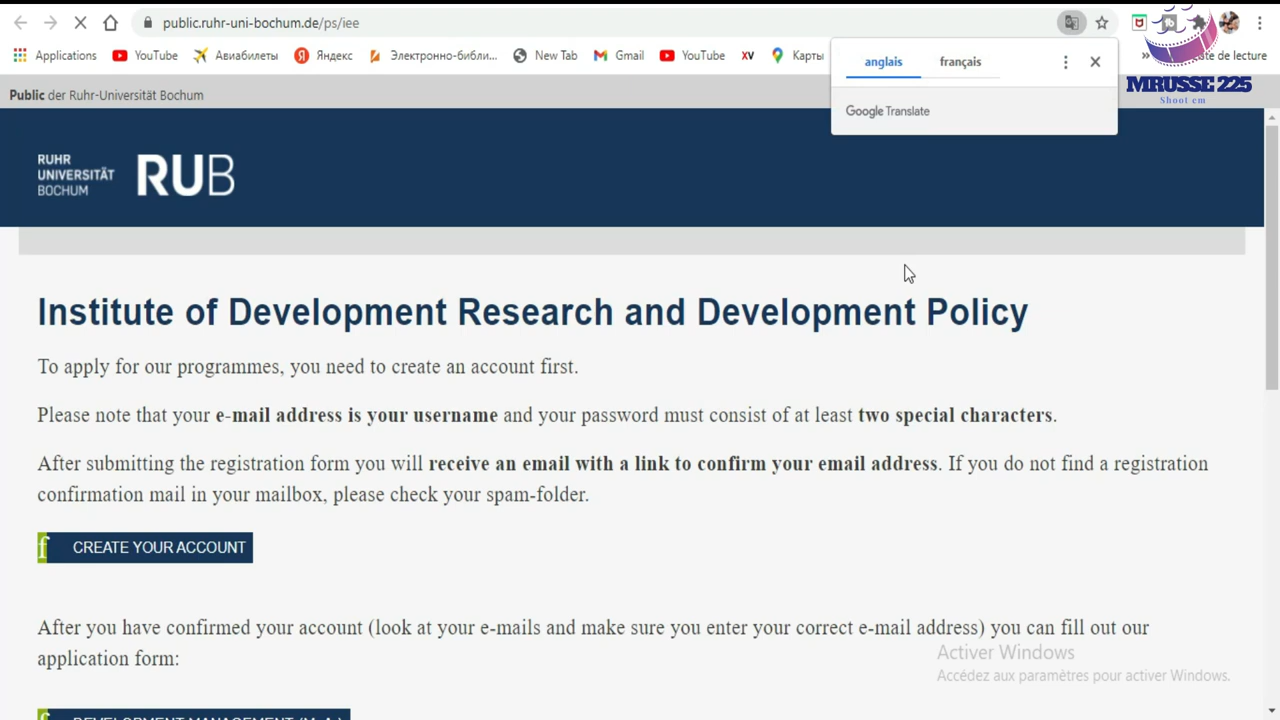 public.ruhr-uni-bochum.de/ps/iee
Applications YouTube Авиабилеты Яндекс Электронно-библи... New Tab Gmail YouTube XV Карты » te de lecture
anglais français
Google Translate
MRUSSE 225
Shoot em
Public der Ruhr-Universität Bochum
RUHR
UNIVERSITÄT
BOCHUM
RUB
Institute of Development Research and Development Policy
To apply for our programmes, you need to create an account first.
Please note that your e-mail address is your username and your password must consist of at least two special characters.
After submitting the registration form you will receive an email with a link to confirm your email address. If you do not find a registration
confirmation mail in your mailbox, please check your spam-folder.
f CREATE YOUR ACCOUNT
After you have confirmed your account (look at your e-mails and make sure you enter your correct e-mail address) you can fill out our
application form:
Activer Windows
Accédez aux paramètres pour activer Windows.
f DEVELOPMENT MANAGEMENT (M.A.)